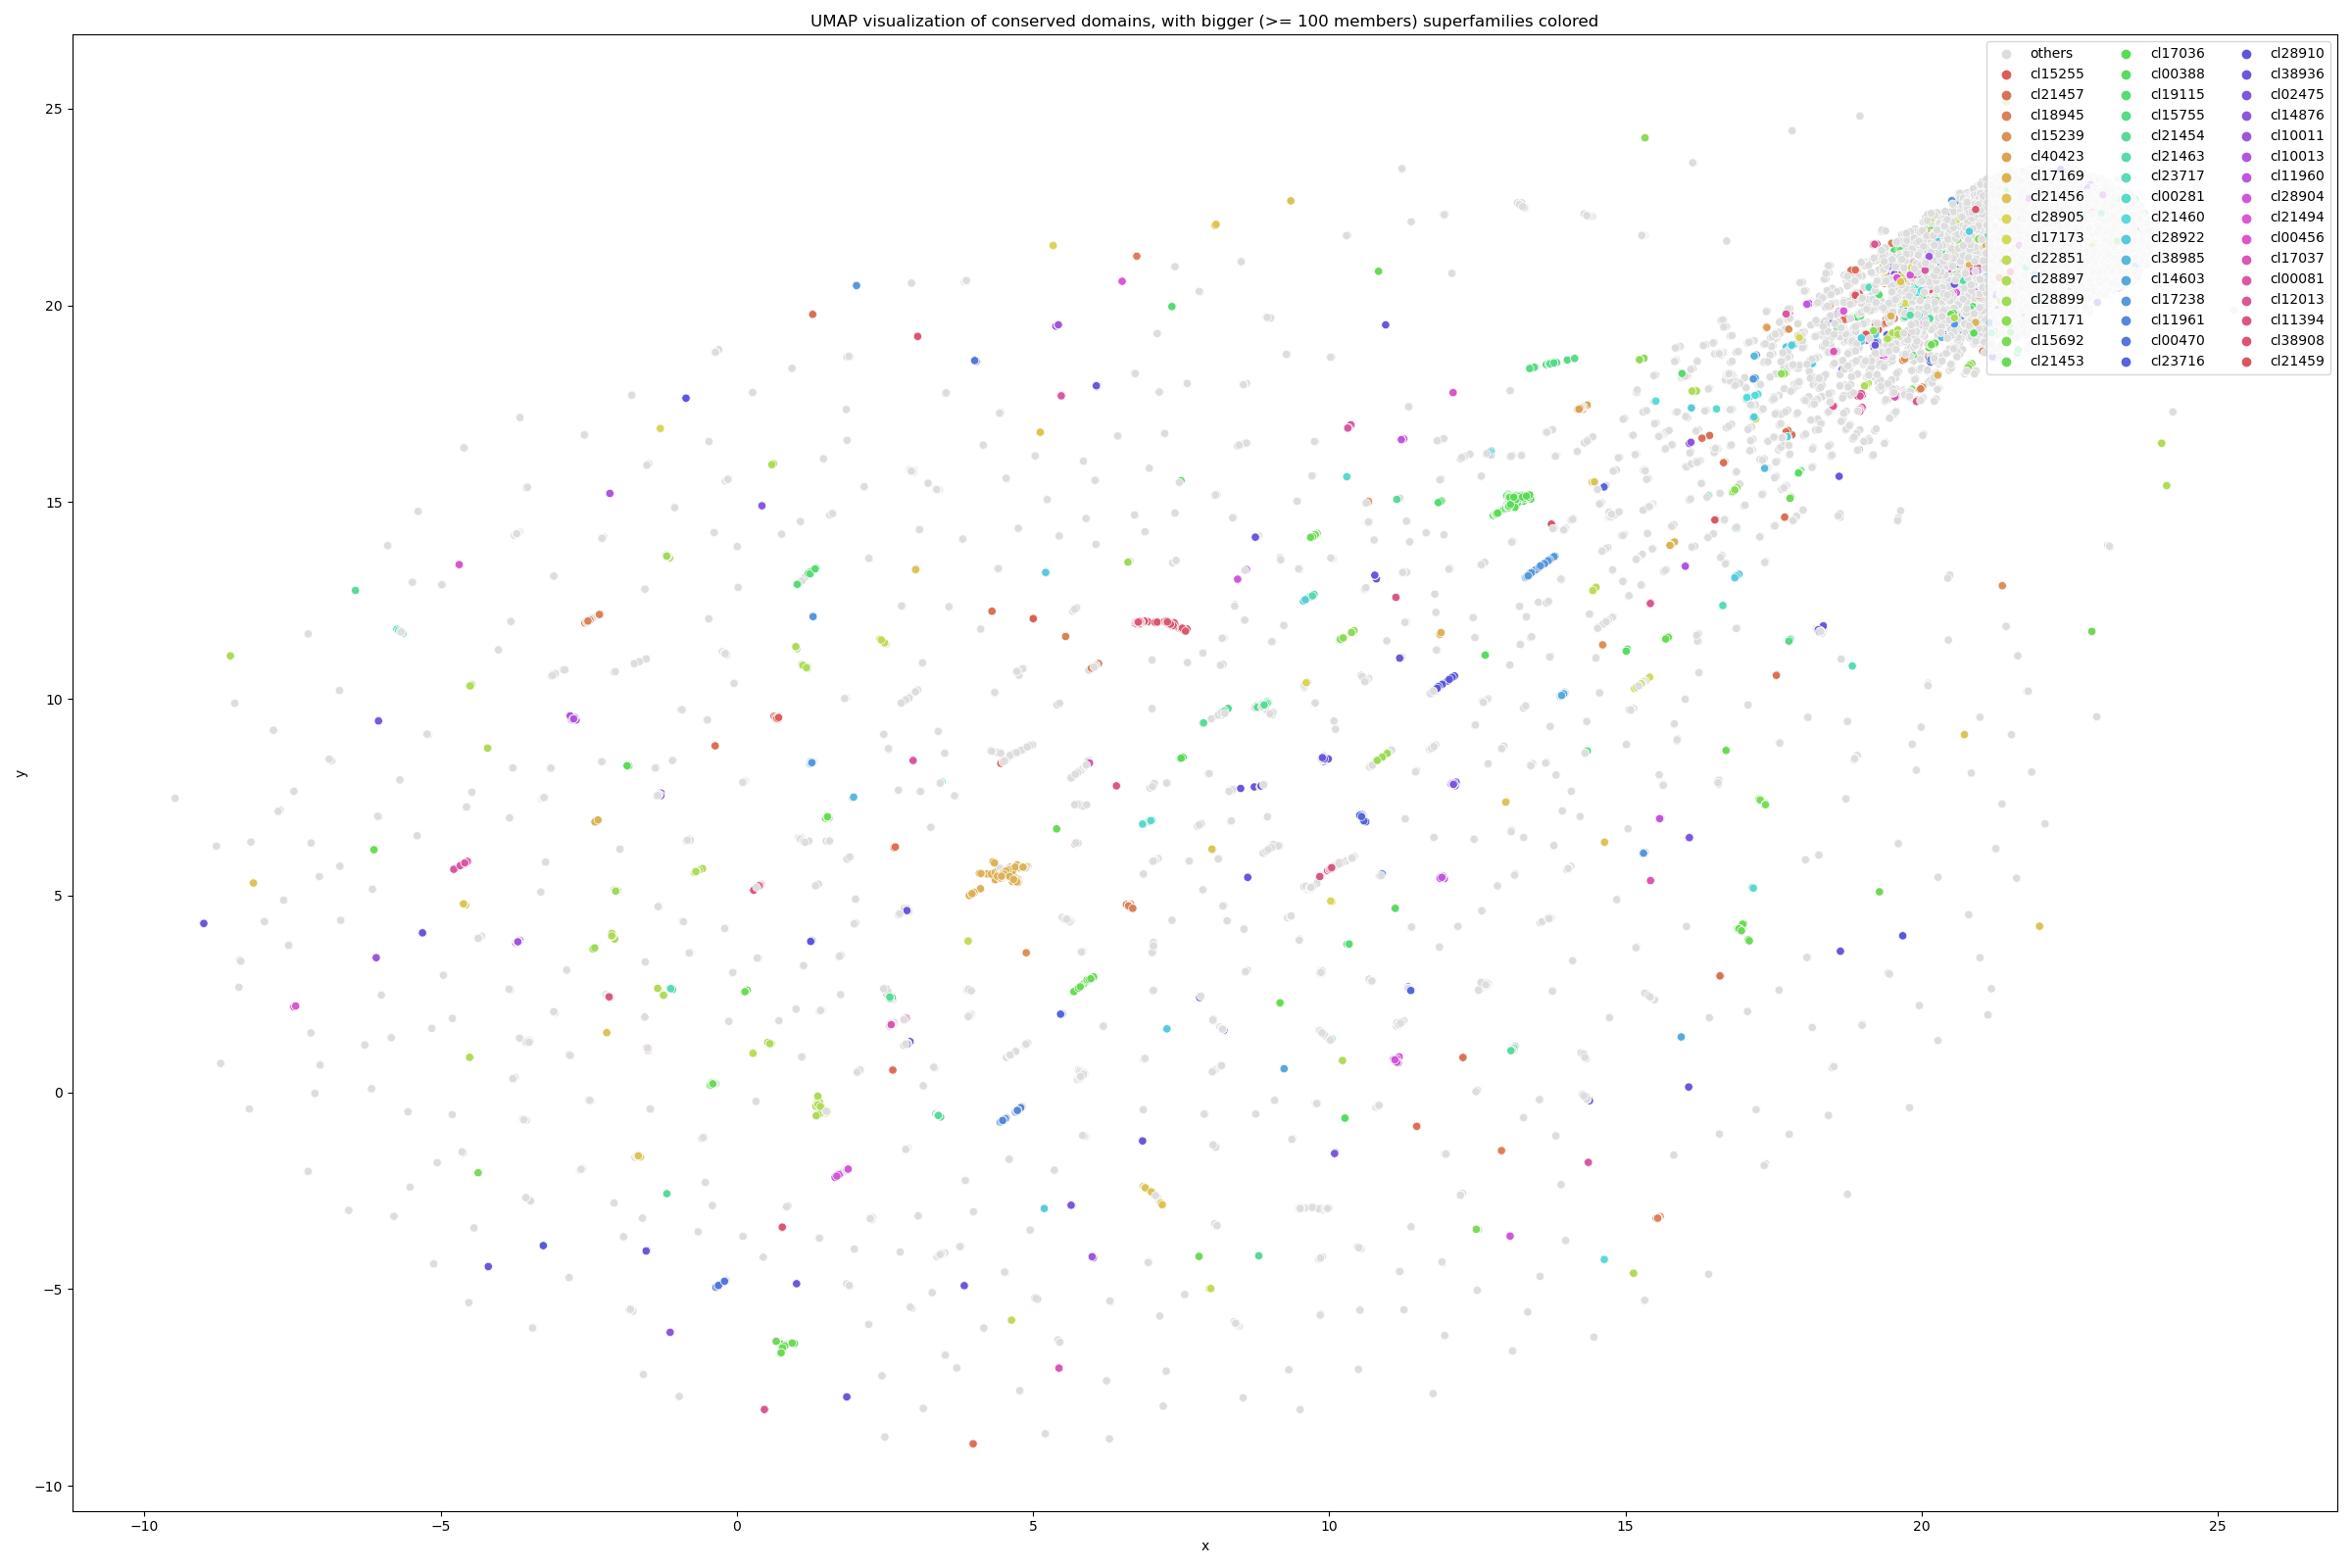 UMAP visualization of conserved domains, with bigger (>= 100 members) superfamilies colored
others cl17036 cl28910
cl15255 cl00388 cl38936
cl21457 cl19115 cl02475
cl18945 cl15755 cl14876
cl15239 cl21454 cl10011
cl40423 cl21463 cl10013
cl17169 cl23717 cl11960
cl21456 cl00281 cl28904
cl28905 cl21460 cl21494
cl17173 cl28922 cl00456
cl22851 cl38985 cl17037
cl28897 cl14603 cl00081
cl28899 cl17238 cl12013
cl17171 cl11961 cl11394
cl15692 cl00470 cl38908
cl21453 cl23716 cl21459
25
20
15
10
5
0
−5
−10
y
−10 −5 0 5 10 15 20 25
x